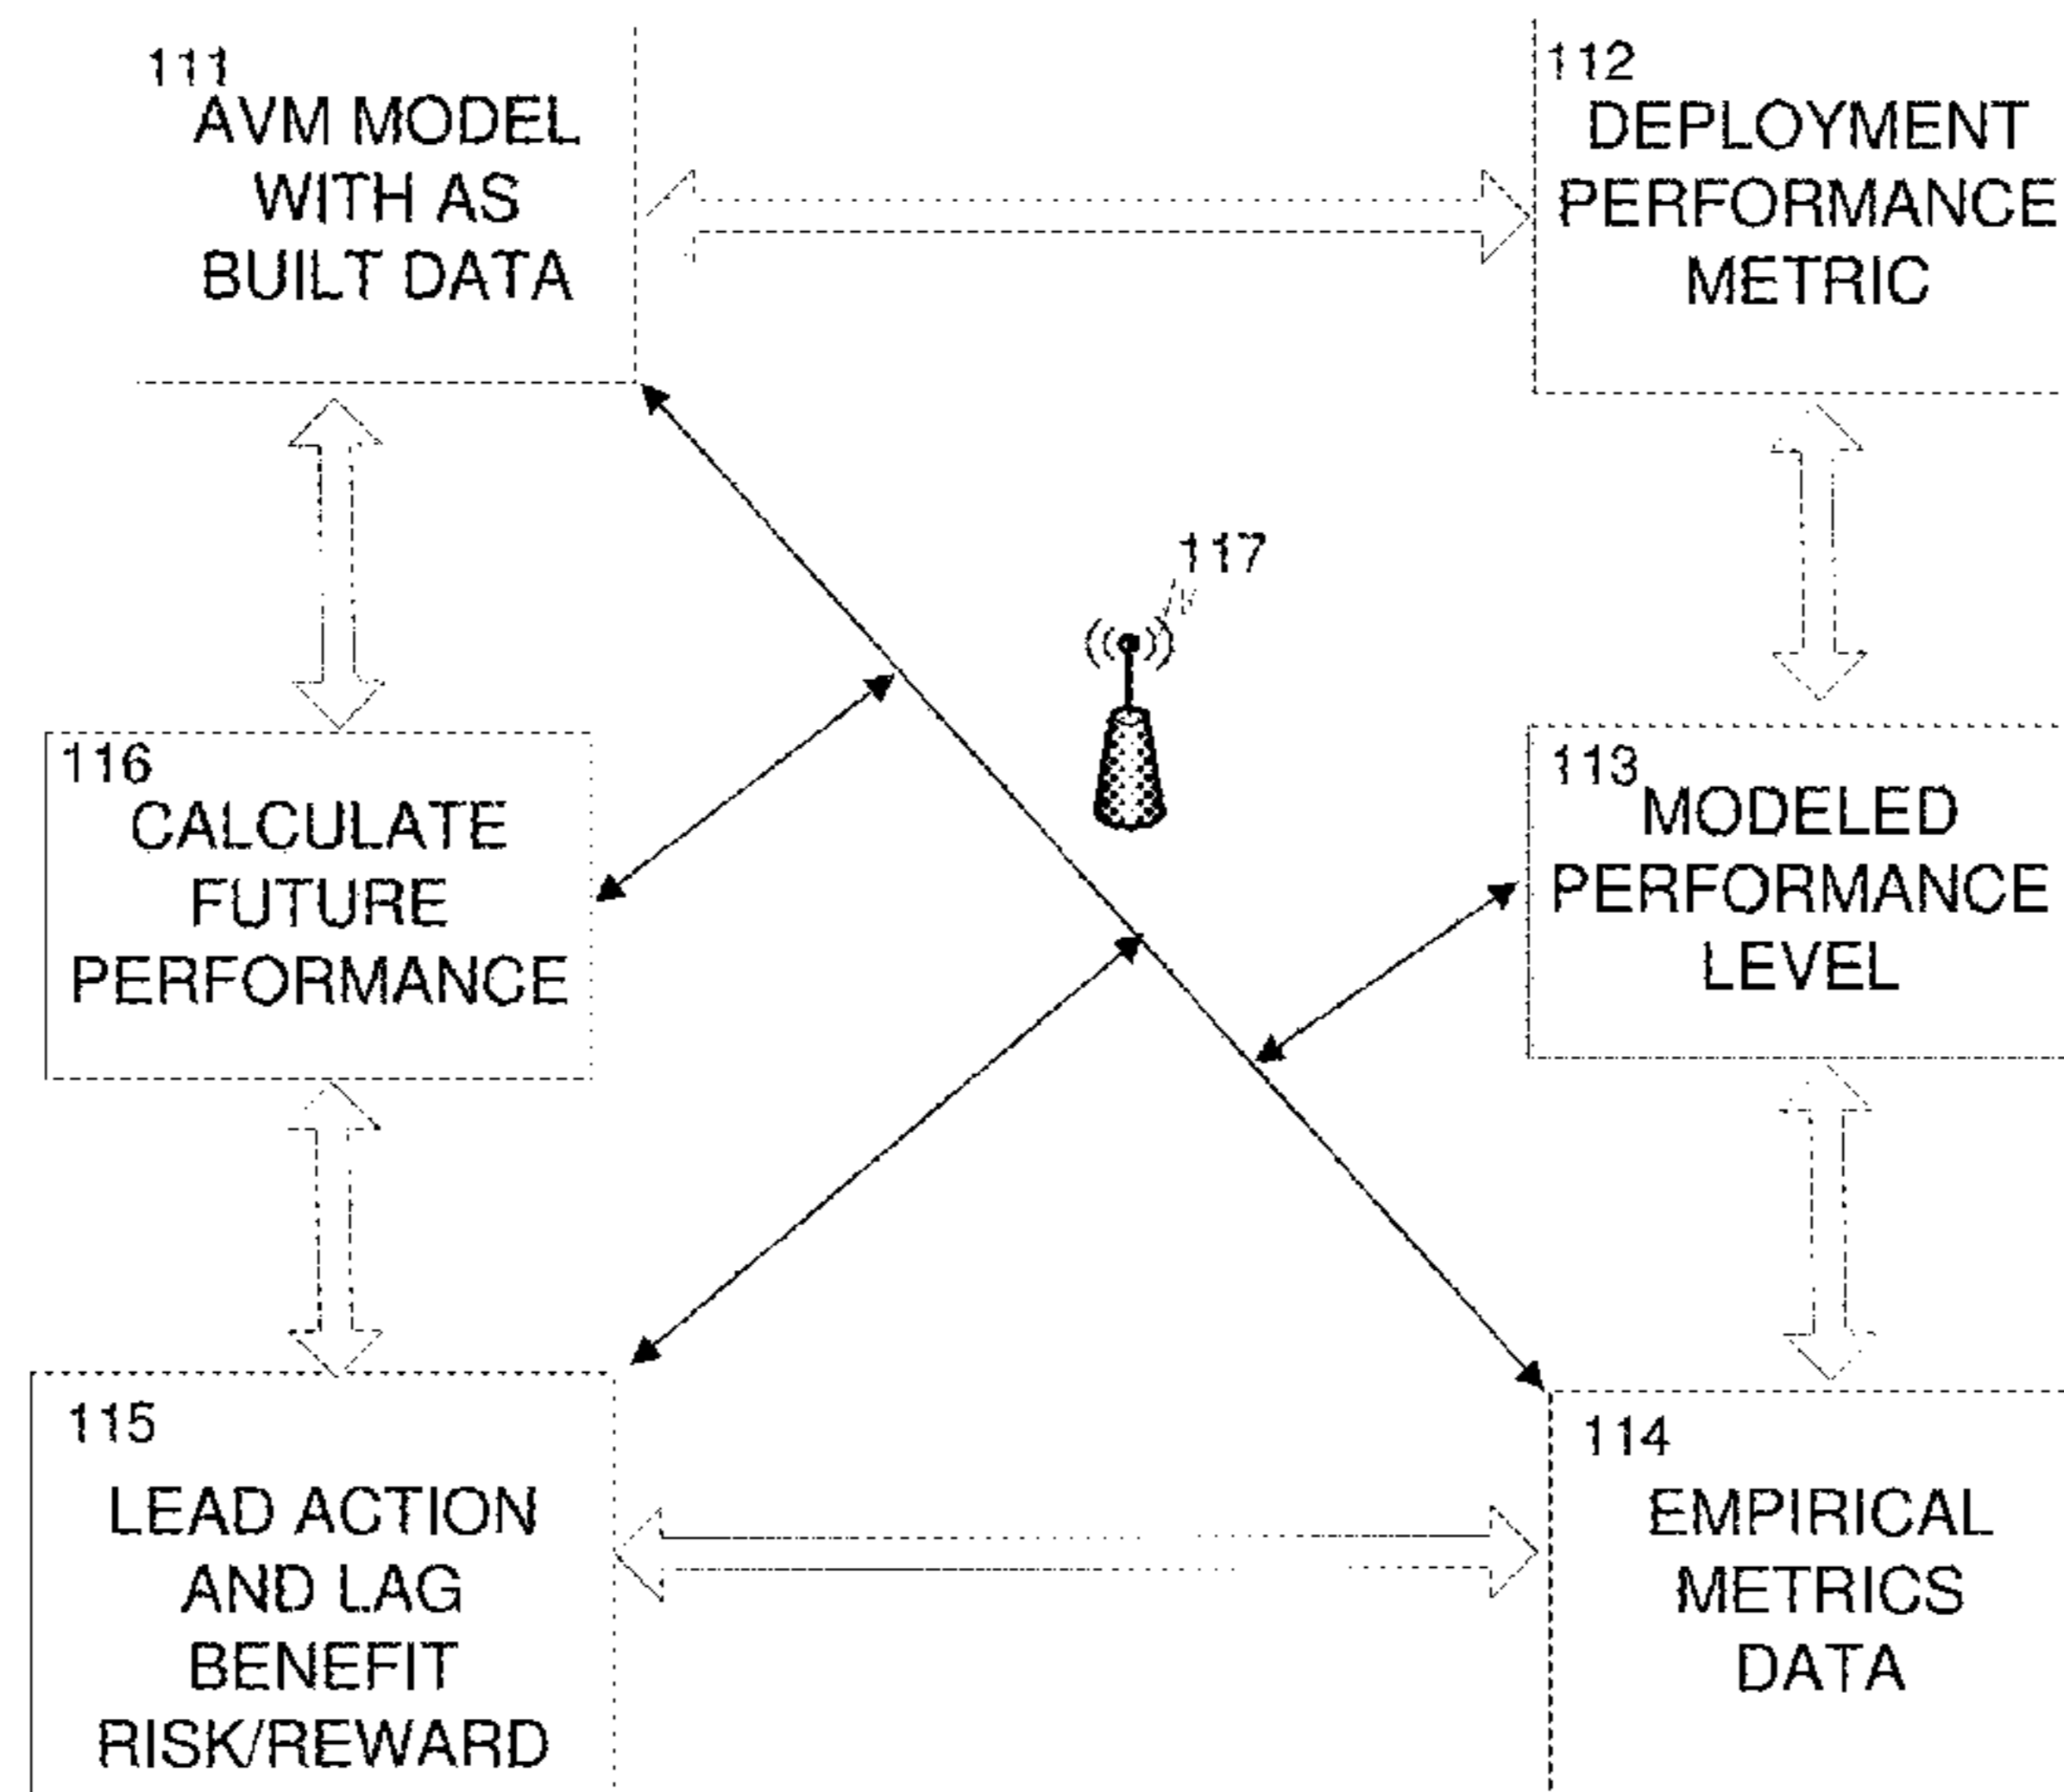 111
AVM MODEL
WITH AS
BUILT DATA
112
DEPLOYMENT
PERFORMANCE
METRIC
117
116
CALCULATE
FUTURE
PERFORMANCE
113
MODELED
PERFORMANCE
LEVEL
115
LEAD ACTION
AND LAG
BENEFIT
RISK/REWARD
114
EMPIRICAL
METRICS
DATA